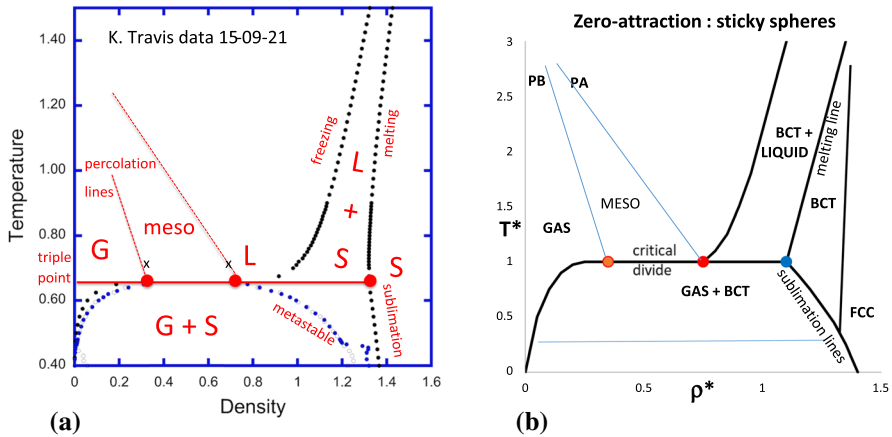 K. Travis data 15-09-21
Temperature
1.40
1.20
1.00
0.80
0.60
0.40
percolation
lines
meso
G
L
freezing
melting
L
+
S
S
triple
point
x
x
G + S
metastable
sublimation
0
0.2
0.4
0.6
0.8
1
1.2
1.4
1.6
Density
(a)
Zero-attraction : sticky spheres
3
2.5
2
1.5
1
0.5
0
T*
PB
PA
BCT +
LIQUID
melting line
BCT
MESO
GAS
critical
divide
GAS + BCT
sublimation lines
FCC
0
0.5
1
1.5
ρ*
(b)